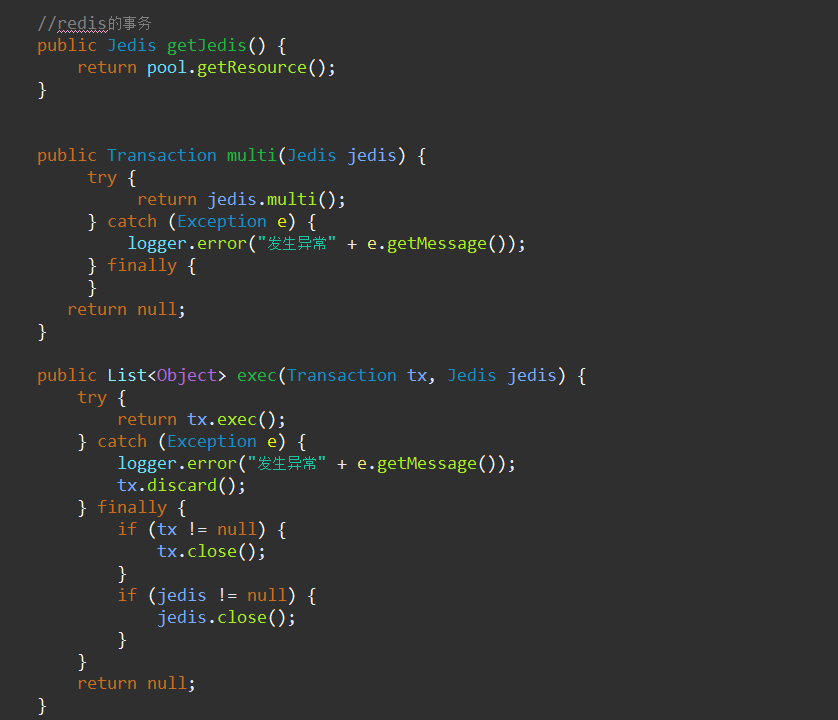 //redis的事务
public Jedis getJedis() {
return pool.getResource();
}
public Transaction multi(Jedis jedis) {
try {
return jedis.multi();
} catch (Exception e) {
logger.error("发生异常" + e.getMessage());
} finally {
}
return null;
}
public List<Object> exec(Transaction tx, Jedis jedis) {
try {
return tx.exec();
} catch (Exception e) {
logger.error("发生异常" + e.getMessage());
tx.discard();
} finally {
if (tx != null) {
tx.close();
}
if (jedis != null) {
jedis.close();
}
}
return null;
}